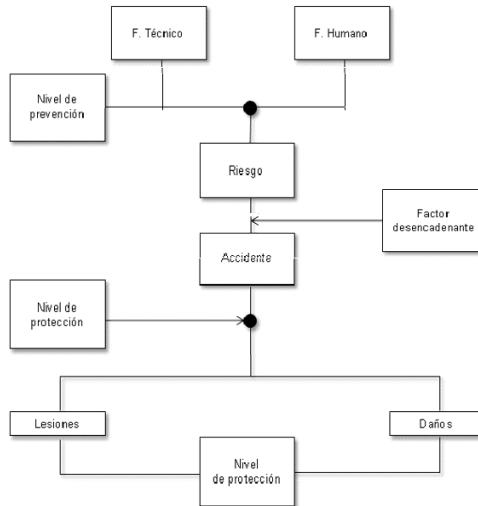 F. Técnico
F. Humano
Nivel de
prevención
Riesgo
Factor
desencadenante
Accidente
Nivel de
protección
Lesiones
Daños
Nivel
de protección